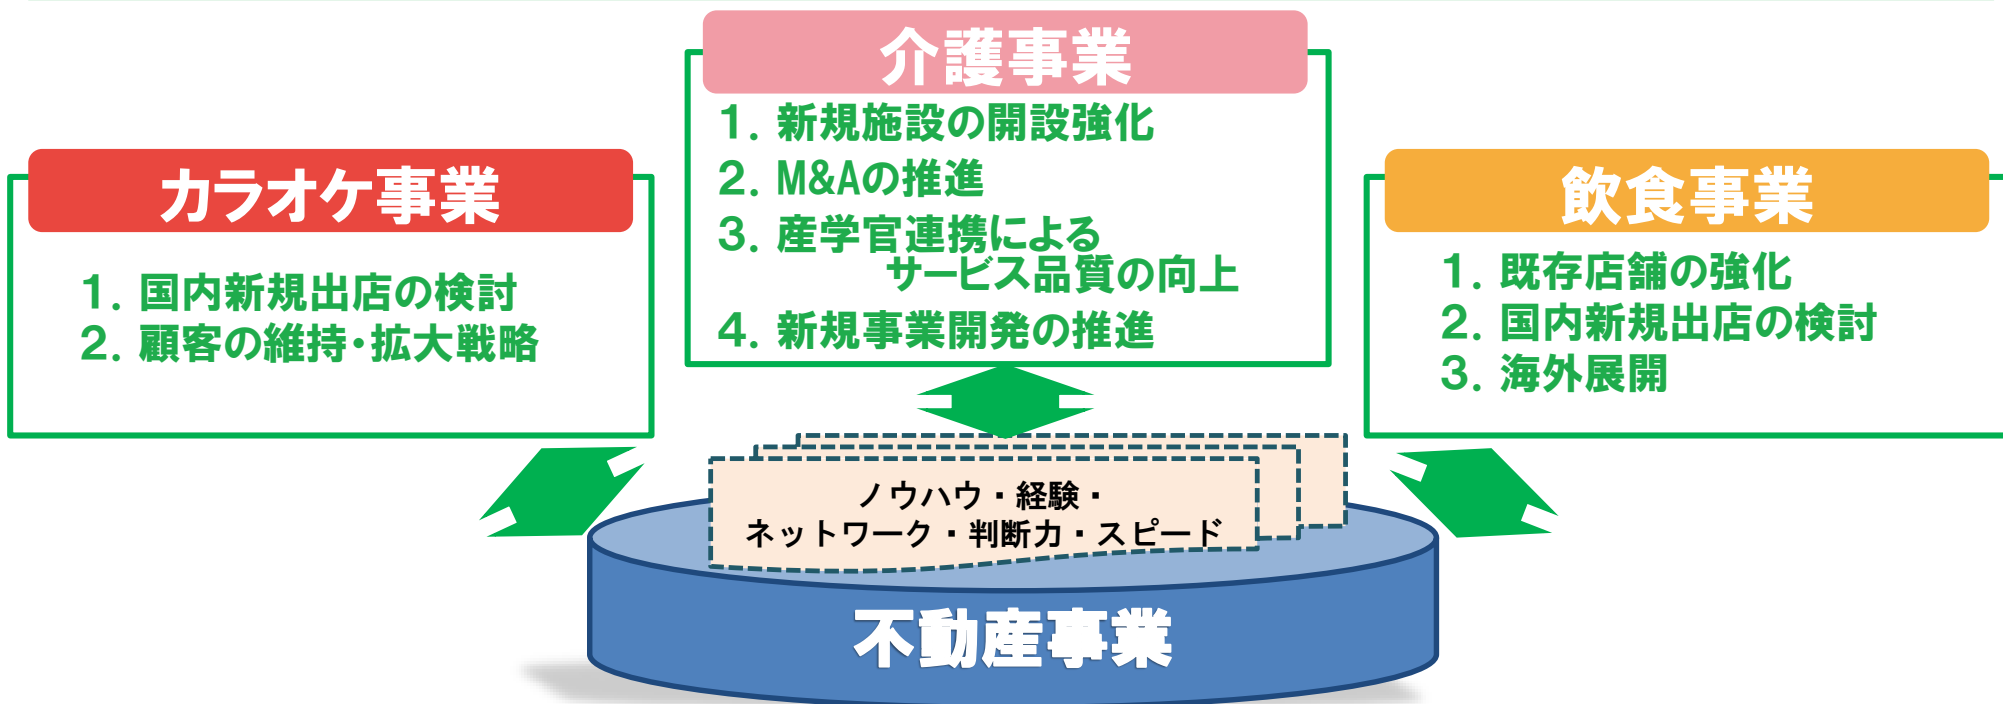 介護事業
1. 新規施設の開設強化
2. M&Aの推進
3. 産学官連携による
サービス品質の向上
4. 新規事業開発の推進
カラオケ事業
1. 国内新規出店の検討
2. 顧客の維持・拡大戦略
飲食事業
1. 既存店舗の強化
2. 国内新規出店の検討
3. 海外展開
ノウハウ・経験・
ネットワーク・判断力・スピード
不動産事業